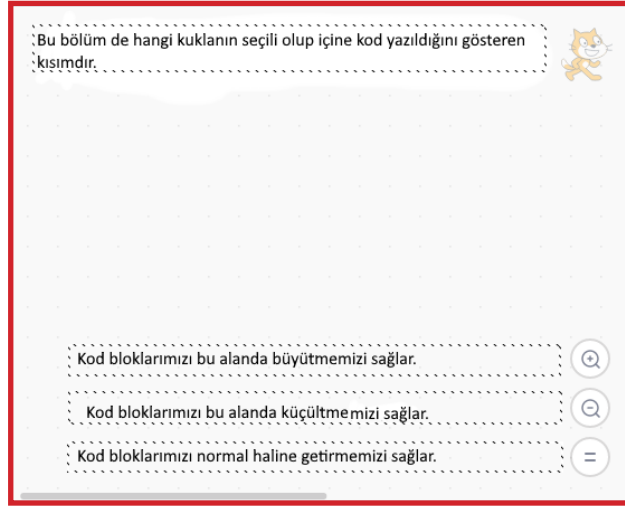 Bu bölüm de hangi kuklanın seçili olup içine kod yazıldığını gösteren
kısımdır.
Kod bloklarımızı bu alanda büyütmemizi sağlar.
Kod bloklarımızı bu alanda küçültmemizi sağlar.
Kod bloklarımızı normal haline getirmemizi sağlar.